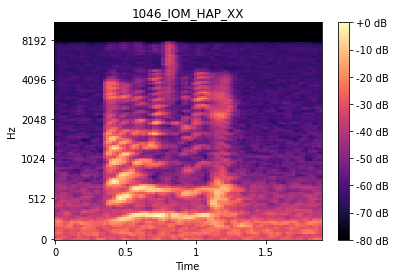 1046_IOM_HAP_XX
+0 dB
8192
-10 dB
4096
-20 dB
-30 dB
2048
Hz
-40 dB
1024
-50 dB
512
-60 dB
-70 dB
0
-80 dB
0 0.5 1 1.5
Time